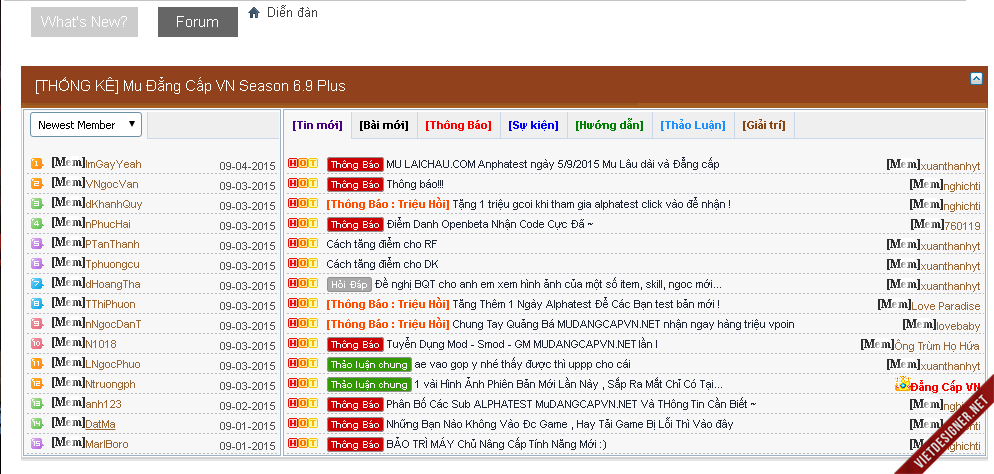 What's New? Forum Diễn đàn
[THỐNG KÊ] Mu Đẳng Cấp VN Season 6.9 Plus
Newest Member [Tin mới] [Bài mới] [Thông Báo] [Sự kiện] [Hướng dẫn] [Thảo Luận] [Giải trí]
1 [Mem]ImGayYeah 09-04-2015 HOT Thông Báo MU LAICHAU.COM Anphatest ngày 5/9/2015 Mu Lâu dài và Đẳng cấp [Mem]xuanthanhyt
2 [Mem]VNgocVan 09-03-2015 HOT Thông Báo Thông báo!!! [Mem]nghichti
3 [Mem]dKhanhQuy 09-03-2015 HOT [Thông Báo : Triệu Hồi] Tặng 1 triệu gcoi khi tham gia alphatest click vào để nhận ! [Mem]nghichti
4 [Mem]nPhucHai 09-03-2015 HOT Thông Báo Điểm Danh Openbeta Nhận Code Cực Đã ~ [Mem]760119
5 [Mem]PTanThanh 09-03-2015 HOT Cách tăng điểm cho RF [Mem]xuanthanhyt
6 [Mem]Tphuongcu 09-03-2015 HOT Cách tăng điểm cho DK [Mem]xuanthanhyt
7 [Mem]dHoangTha 09-03-2015 HOT Hỏi Đáp Đề nghị BQT cho anh em xem hình ảnh của một số item, skill, ngọc mới... [Mem]xuanthanhyt
8 [Mem]TThiPhuon 09-03-2015 HOT [Thông Báo : Triệu Hồi] Tặng Thêm 1 Ngày Alphatest Để Các Bạn test bản mới ! [Mem]Love Paradise
9 [Mem]nNgocDanT 09-03-2015 HOT [Thông Báo : Triệu Hồi] Chung Tay Quảng Bá MUDANGCAPVN.NET nhận ngay hàng triệu vpoin [Mem]lovebaby
10 [Mem]N1018 09-03-2015 HOT Thông Báo Tuyển Dụng Mod - Smod - GM MUDANGCAPVN.NET lần I [Mem]Ông Trùm Họ Hứa
11 [Mem]LNgocPhuo 09-03-2015 HOT Thảo luận chung ae vao gop y nhé thấy được thì uppp cho cái [Mem]xuanthanhyt
12 [Mem]Ntruongph 09-03-2015 HOT Thảo luận chung 1 vài Hình Ảnh Phiên Bản Mới Lần Này , Sắp Ra Mắt Chỉ Có Tại... Đẳng Cấp VN
13 [Mem]anh123 09-02-2015 HOT Thông Báo Phân Bố Các Sub ALPHATEST MuDANGCAPVN.NET Và THông Tin Cần Biết ~ [Mem]
14 [Mem]DatMa 09-01-2015 HOT Thông Báo Những Bạn Nào Không Vào Đc Game , Hay Tải Game Bị Lỗi Thì Vào đây [Mem]
15 [Mem]MarlBoro 09-01-2015 HOT Thông Báo BẢO TRÌ MÁY Chủ Nâng Cấp Tính Năng Mới :) [Mem]
VIETDESIGNER.NET